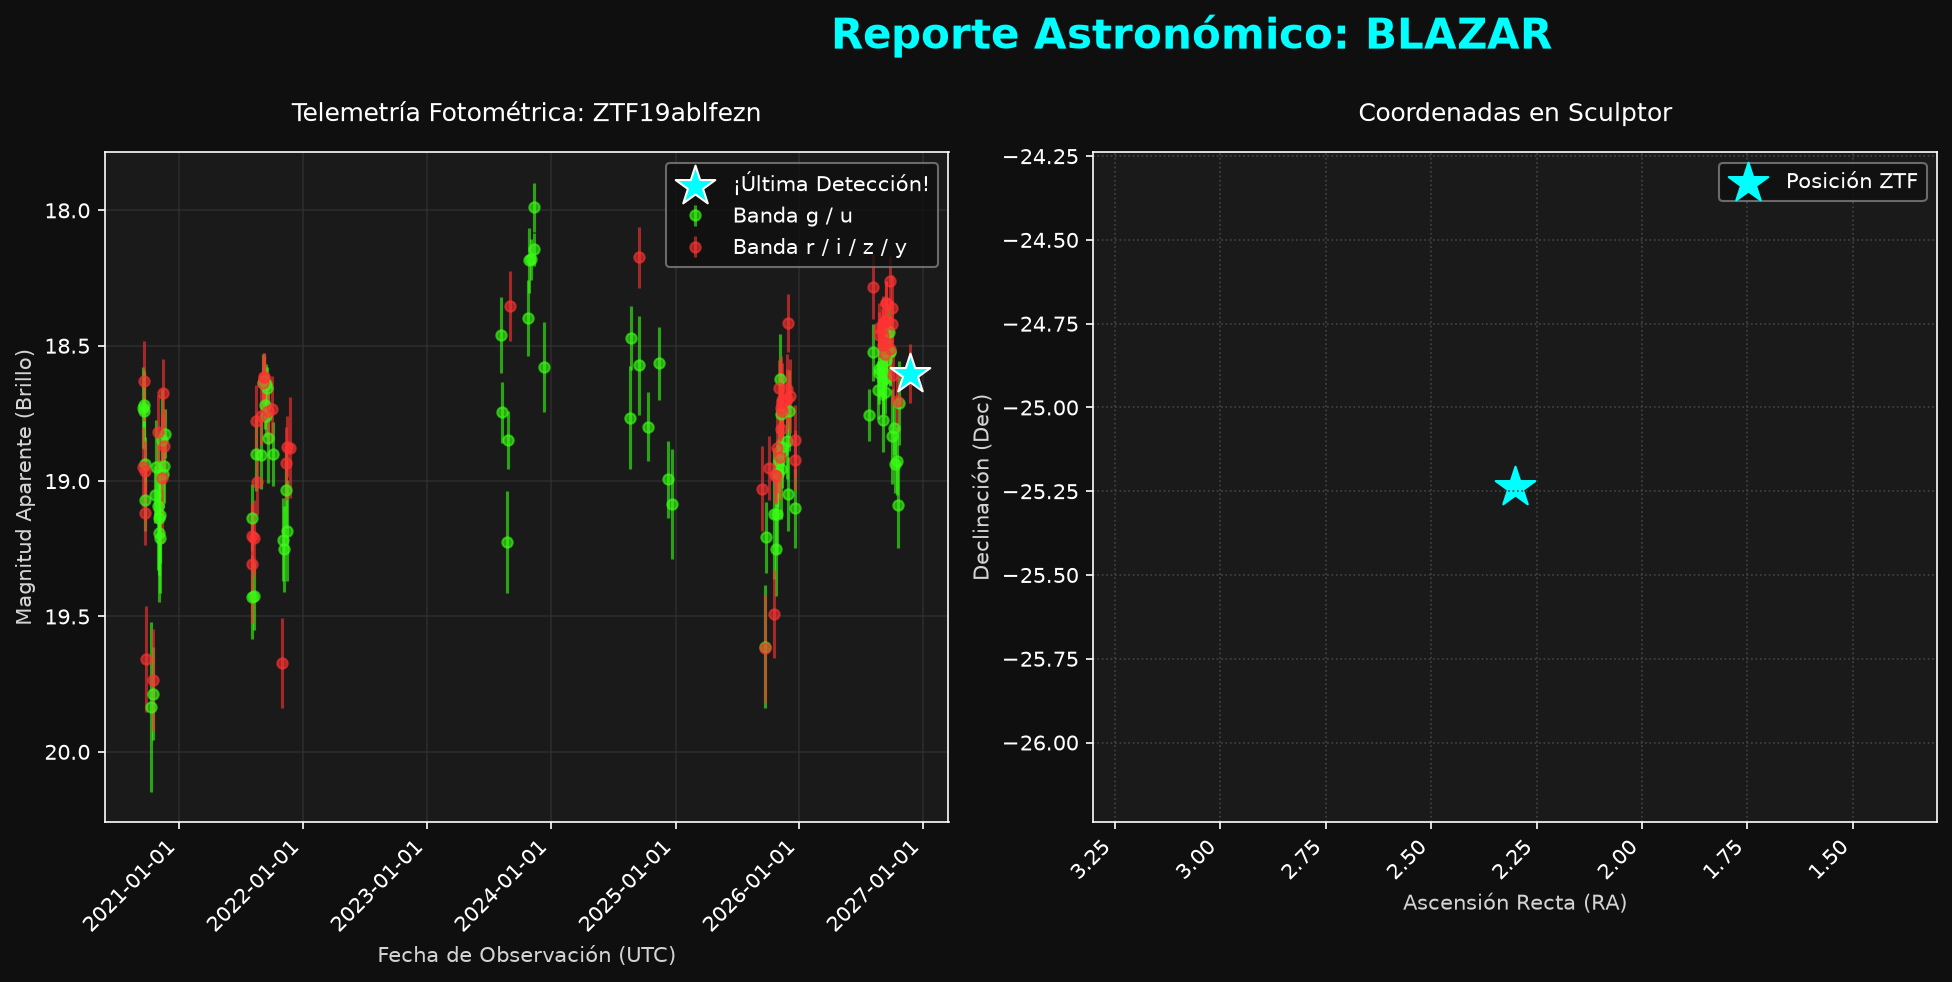 Reporte Astronómico: BLAZAR
Telemetría Fotométrica: ZTF19ablfezn
¡Última Detección!
Banda g / u
Banda r / i / z / y
Magnitud Aparente (Brillo)
18.0
18.5
19.0
19.5
20.0
2021-01-01
2022-01-01
2023-01-01
2024-01-01
2025-01-01
2026-01-01
2027-01-01
Fecha de Observación (UTC)
Coordenadas en Sculptor
Posición ZTF
Declinación (Dec)
−24.25
−24.50
−24.75
−25.00
−25.25
−25.50
−25.75
−26.00
3.25
3.00
2.75
2.50
2.25
2.00
1.75
1.50
Ascensión Recta (RA)